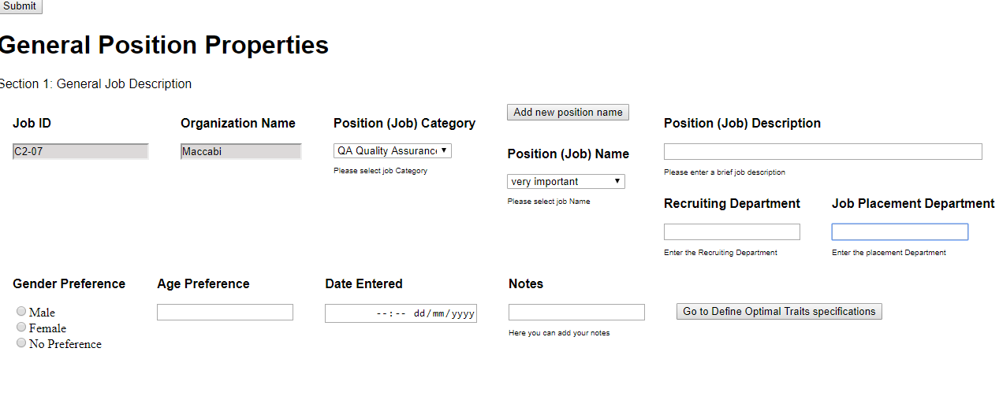 Submit
General Position Properties
Section 1: General Job Description
Job ID
C2-07
Organization Name
Maccabi
Position (Job) Category
QA Quality Assurance
Please select job Category
Add new position name
Position (Job) Name
very important
Please select job Name
Position (Job) Description
Please enter a brief job description
Recruiting Department
Enter the Recruiting Department
Job Placement Department
Enter the placement Department
Gender Preference
Male
Female
No Preference
Age Preference
Date Entered
--:-- dd/mm/yyyy
Notes
Here you can add your notes
Go to Define Optimal Traits specifications